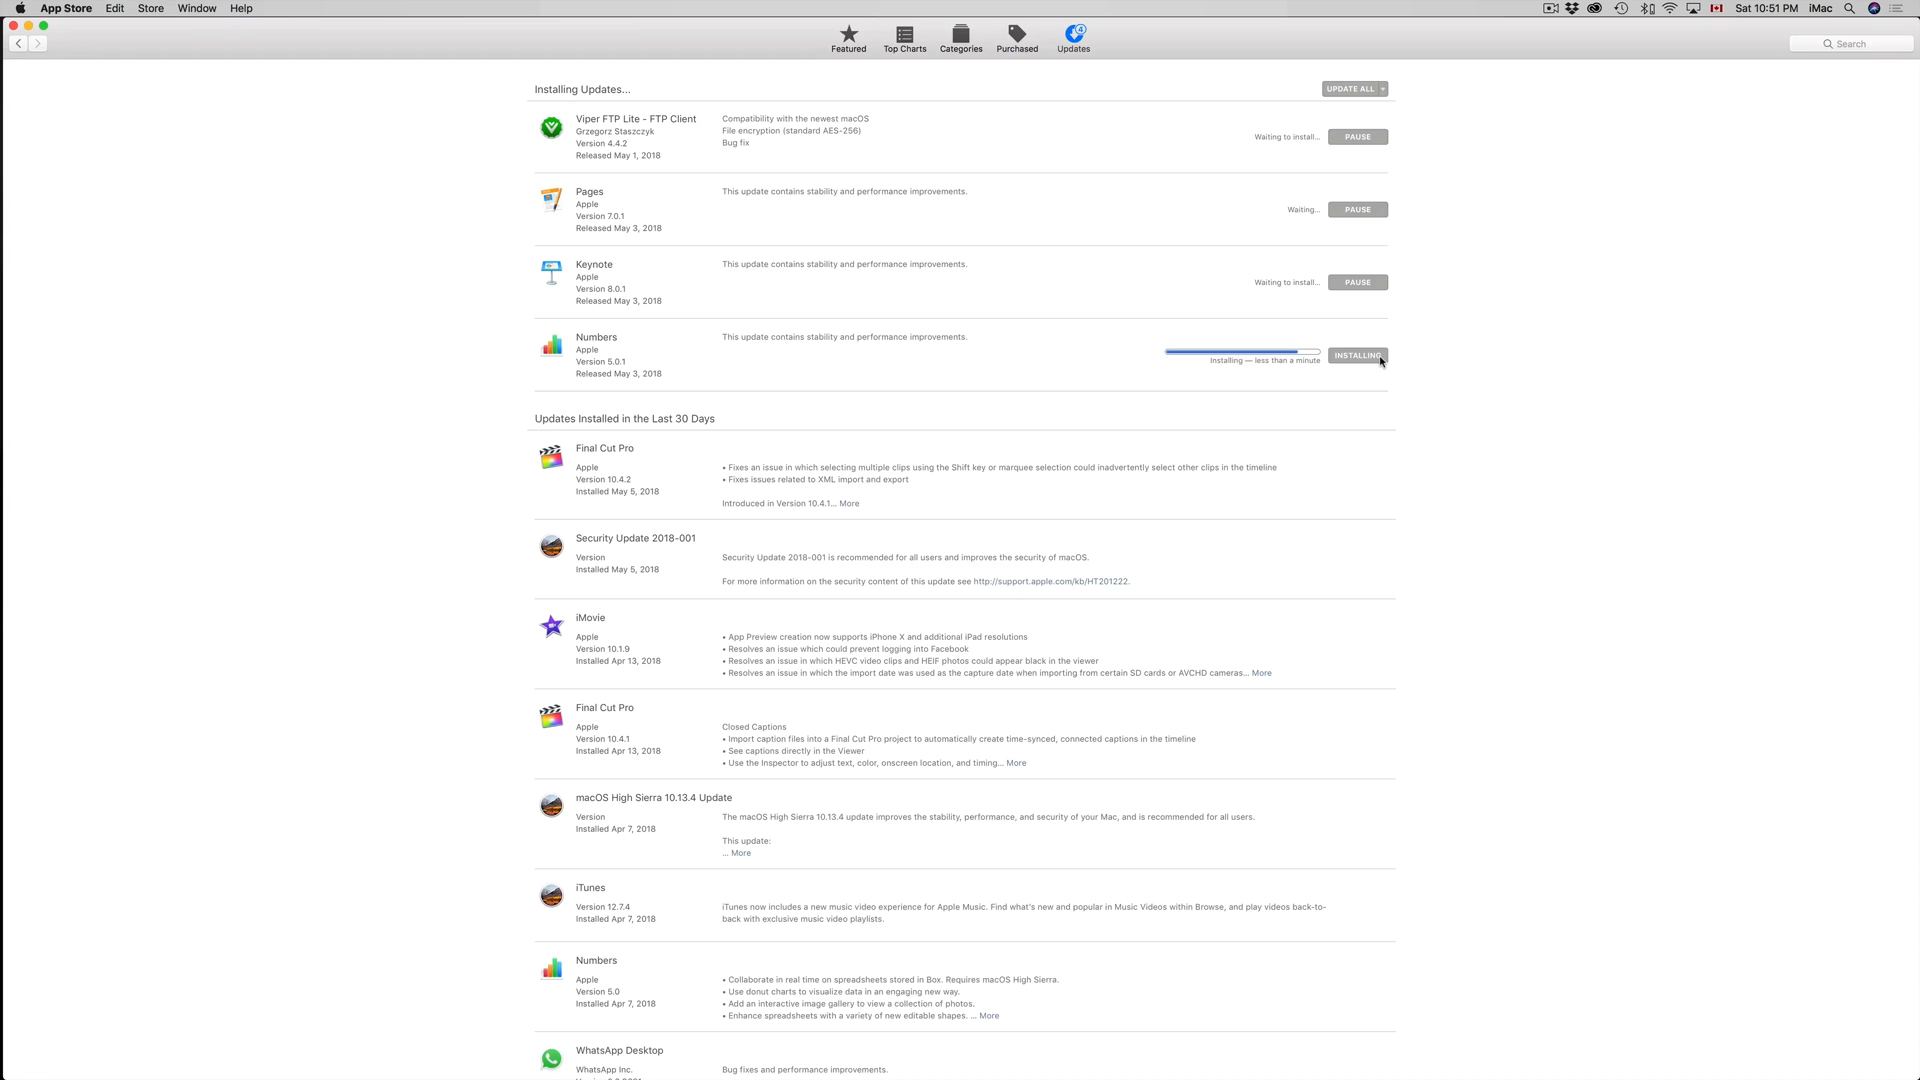 App Store Edit Store Window Help Sat 10:51 PM iMac
Featured Top Charts Categories Purchased 4 Updates Search
Installing Updates... UPDATE ALL
Viper FTP Lite - FTP Client
Grzegorz Staszczyk
Version 4.4.2
Released May 1, 2018
Compatibility with the newest macOS
File encryption (standard AES-256)
Bug fix
Waiting to install... PAUSE
Pages
Apple
Version 7.0.1
Released May 3, 2018
This update contains stability and performance improvements.
Waiting... PAUSE
Keynote
Apple
Version 8.0.1
Released May 3, 2018
This update contains stability and performance improvements.
Waiting to install... PAUSE
Numbers
Apple
Version 5.0.1
Released May 3, 2018
This update contains stability and performance improvements.
Installing — less than a minute INSTALLING
Updates Installed in the Last 30 Days
Final Cut Pro
Apple
Version 10.4.2
Installed May 5, 2018
• Fixes an issue in which selecting multiple clips using the Shift key or marquee selection could inadvertently select other clips in the timeline
• Fixes issues related to XML import and export
Introduced in Version 10.4.1... More
Security Update 2018-001
Version
Installed May 5, 2018
Security Update 2018-001 is recommended for all users and improves the security of macOS.
For more information on the security content of this update see http://support.apple.com/kb/HT201222.
iMovie
Apple
Version 10.1.9
Installed Apr 13, 2018
• App Preview creation now supports iPhone X and additional iPad resolutions
• Resolves an issue which could prevent logging into Facebook
• Resolves an issue in which HEVC video clips and HEIF photos could appear black in the viewer
• Resolves an issue in which the import date was used as the capture date when importing from certain SD cards or AVCHD cameras... More
Final Cut Pro
Apple
Version 10.4.1
Installed Apr 13, 2018
Closed Captions
• Import caption files into a Final Cut Pro project to automatically create time-synced, connected captions in the timeline
• See captions directly in the Viewer
• Use the Inspector to adjust text, color, onscreen location, and timing... More
macOS High Sierra 10.13.4 Update
Version
Installed Apr 7, 2018
The macOS High Sierra 10.13.4 update improves the stability, performance, and security of your Mac, and is recommended for all users.
This update:
... More
iTunes
Version 12.7.4
Installed Apr 7, 2018
iTunes now includes a new music video experience for Apple Music. Find what's new and popular in Music Videos within Browse, and play videos back-to-
back with exclusive music video playlists.
Numbers
Apple
Version 5.0
Installed Apr 7, 2018
• Collaborate in real time on spreadsheets stored in Box. Requires macOS High Sierra.
• Use donut charts to visualize data in an engaging new way.
• Add an interactive image gallery to view a collection of photos.
• Enhance spreadsheets with a variety of new editable shapes. ... More
WhatsApp Desktop
WhatsApp Inc.
Bug fixes and performance improvements.